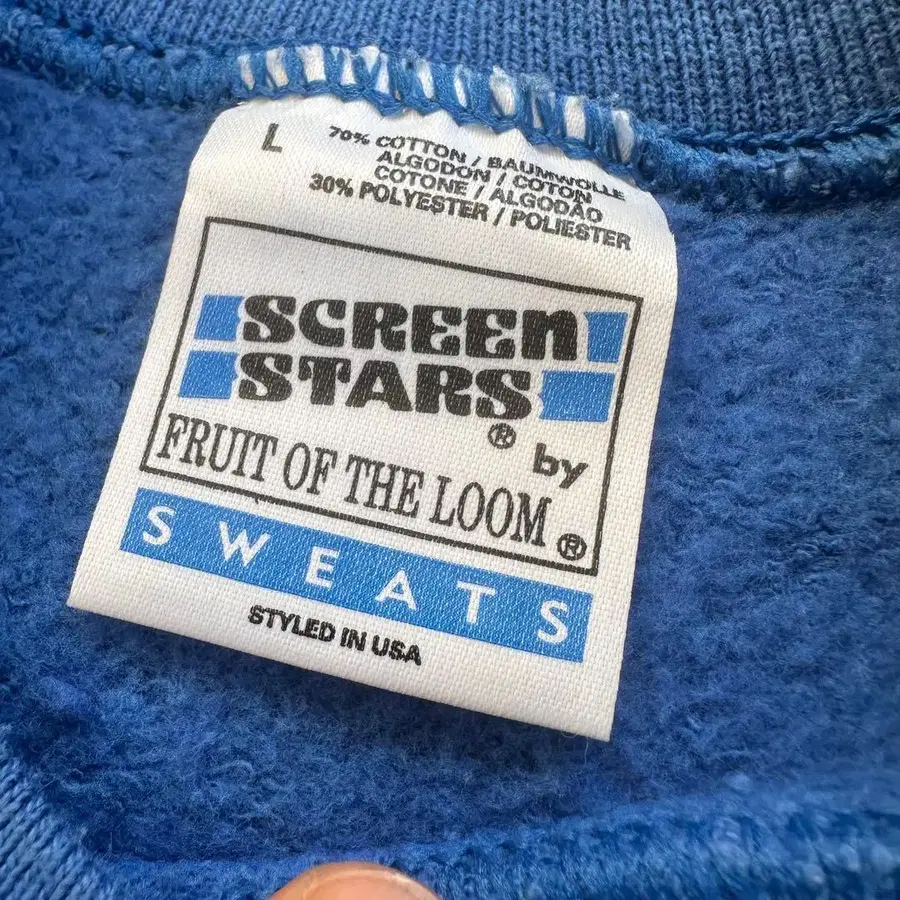 L
70% COTTON / BAUMWOLLE
ALGODON / COTON
COTONE / ALGODÃO
30% POLYESTER / POLIESTER
SCREEN
STARS®
by
FRUIT OF THE LOOM®
SWEATS
STYLED IN USA